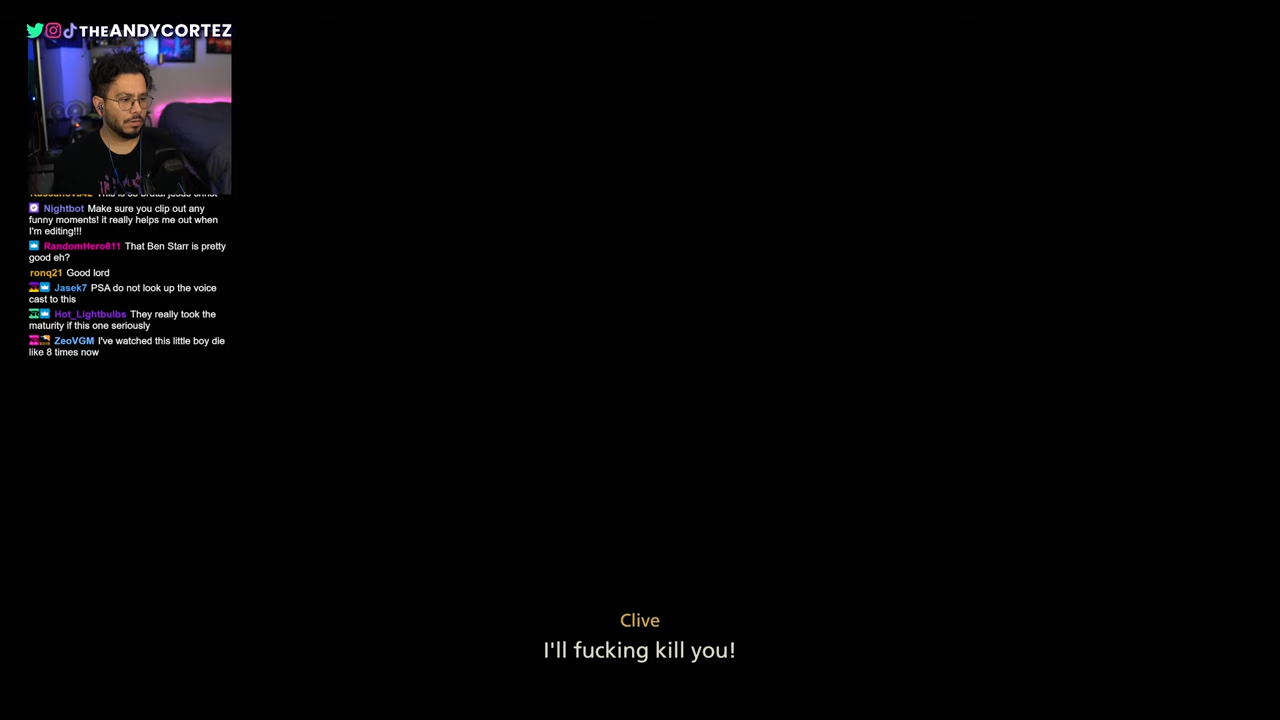 THEANDYCORTEZ
Nightbot Make sure you clip out any
funny moments! it really helps me out when
I'm editing!!!
RandomHero811 That Ben Starr is pretty
good eh?
ronq21 Good lord
Jasek7 PSA do not look up the voice
cast to this
Hot_Lightbulbs They really took the
maturity if this one seriously
ZeoVGM I've watched this little boy die
like 8 times now
Clive
I'll fucking kill you!